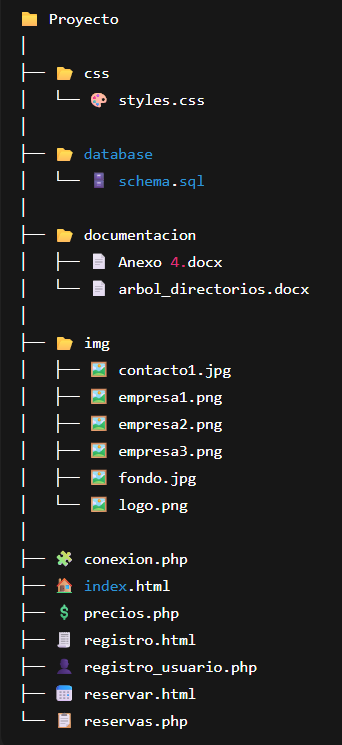 Proyecto
css
styles.css
database
schema.sql
documentacion
Anexo 4.docx
arbol_directorios.docx
img
contacto1.jpg
empresa1.png
empresa2.png
empresa3.png
fondo.jpg
logo.png
conexion.php
index.html
precios.php
registro.html
registro_usuario.php
reservar.html
reservas.php